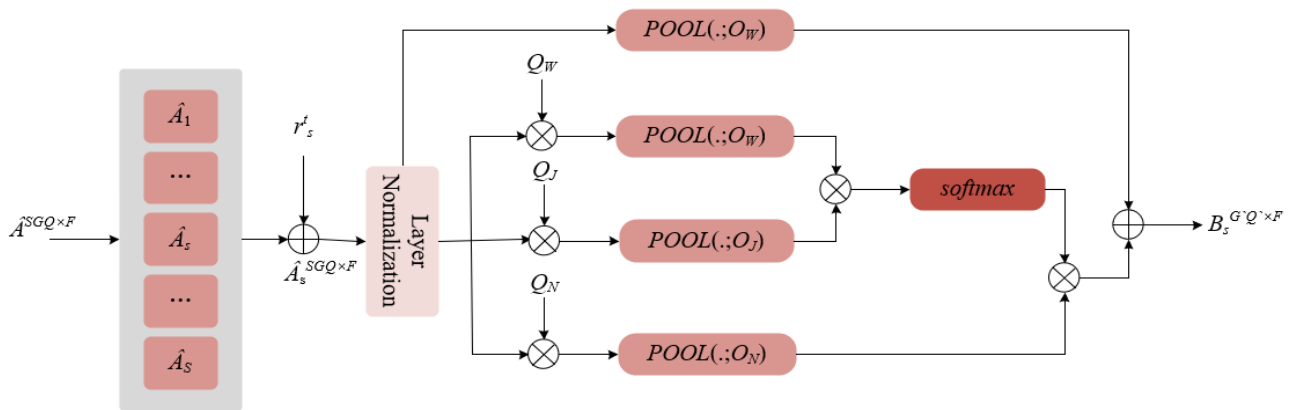 POOL(.;O_W)
Q_W
Â_1
r^t_s
POOL(.;O_W)
...
Q_J
Layer
Normalization
softmax
Â^{SGQ×F}
Â_s
Â_s^{SGQ×F}
POOL(.;O_J)
B_s^{G`Q`×F}
...
Q_N
Â_S
POOL(.;O_N)